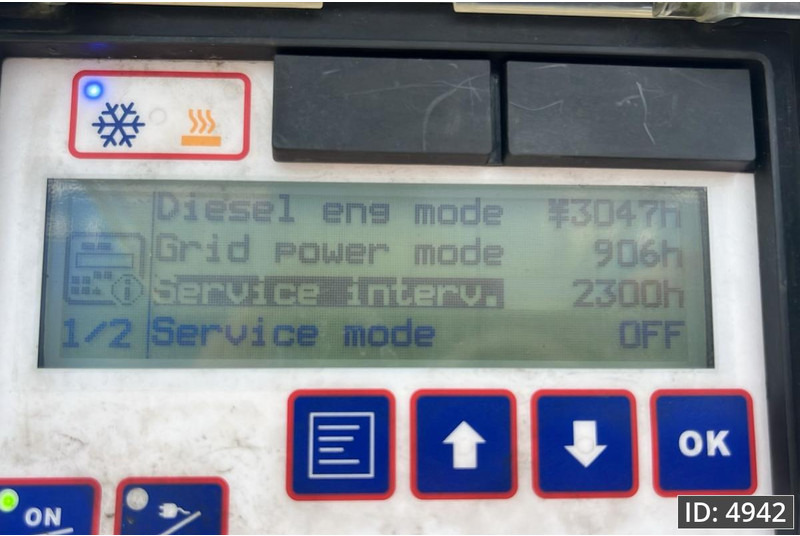 Diesel eng mode ¥3047h
Grid power mode 906h
Service interv. 2300h
1/2 Service mode OFF
OK
ON
ID: 4942